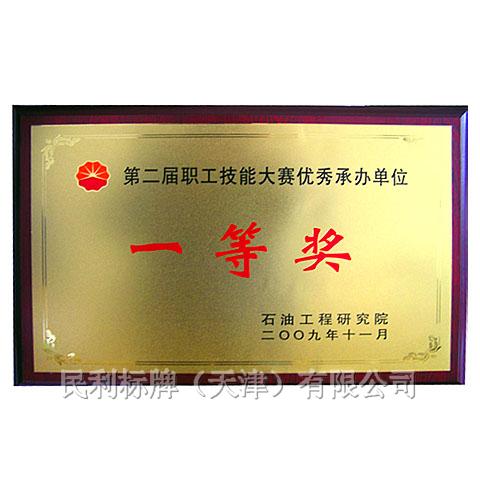 第二届职工技能大赛优秀承办单位
一等奖
石油工程研究院
二〇〇九年十一月
民利标牌（天津）有限公司